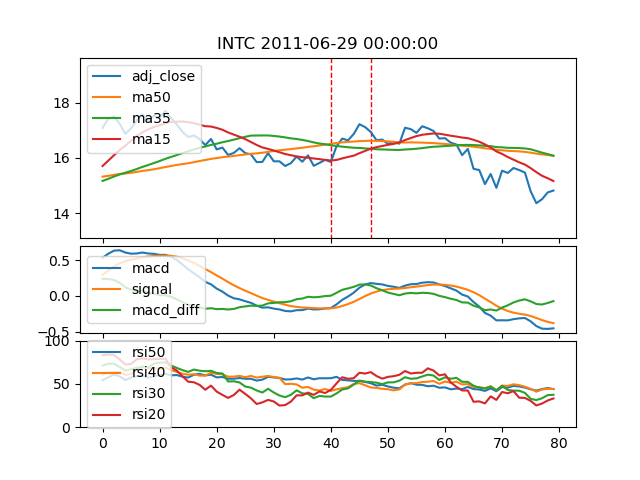 INTC 2011-06-29 00:00:00
18
16
14
adj_close
ma50
ma35
ma15
0.5
0.0
−0.5
macd
signal
macd_diff
100
50
0
rsi50
rsi40
rsi30
rsi20
0 10 20 30 40 50 60 70 80